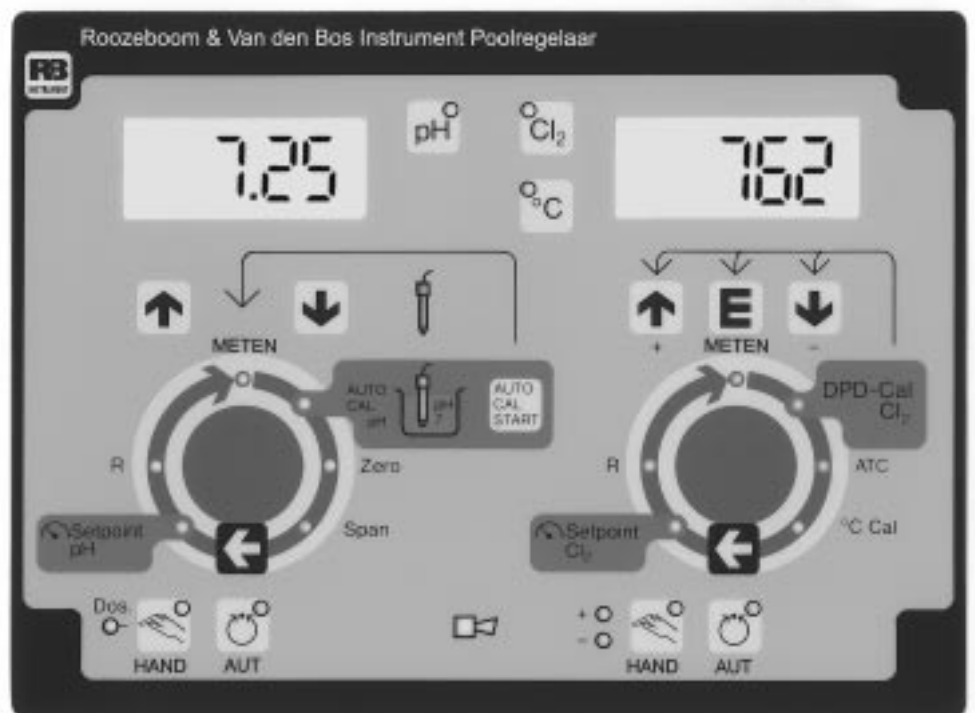 Roozeboom & Van den Bos Instrument Poolregelaar
RB
INSTRUMENT
pH
Cl₂
°C
7.25
762
+
METEN
-
METEN
AUTO
CAL
pH
pH
7
AUTO
CAL
START
DPD-Cal
Cl₂
R
Zero
R
ATC
Setpoint
pH
Span
Setpoint
Cl₂
°C Cal
Dos.
HAND
AUT
+
-
HAND
AUT